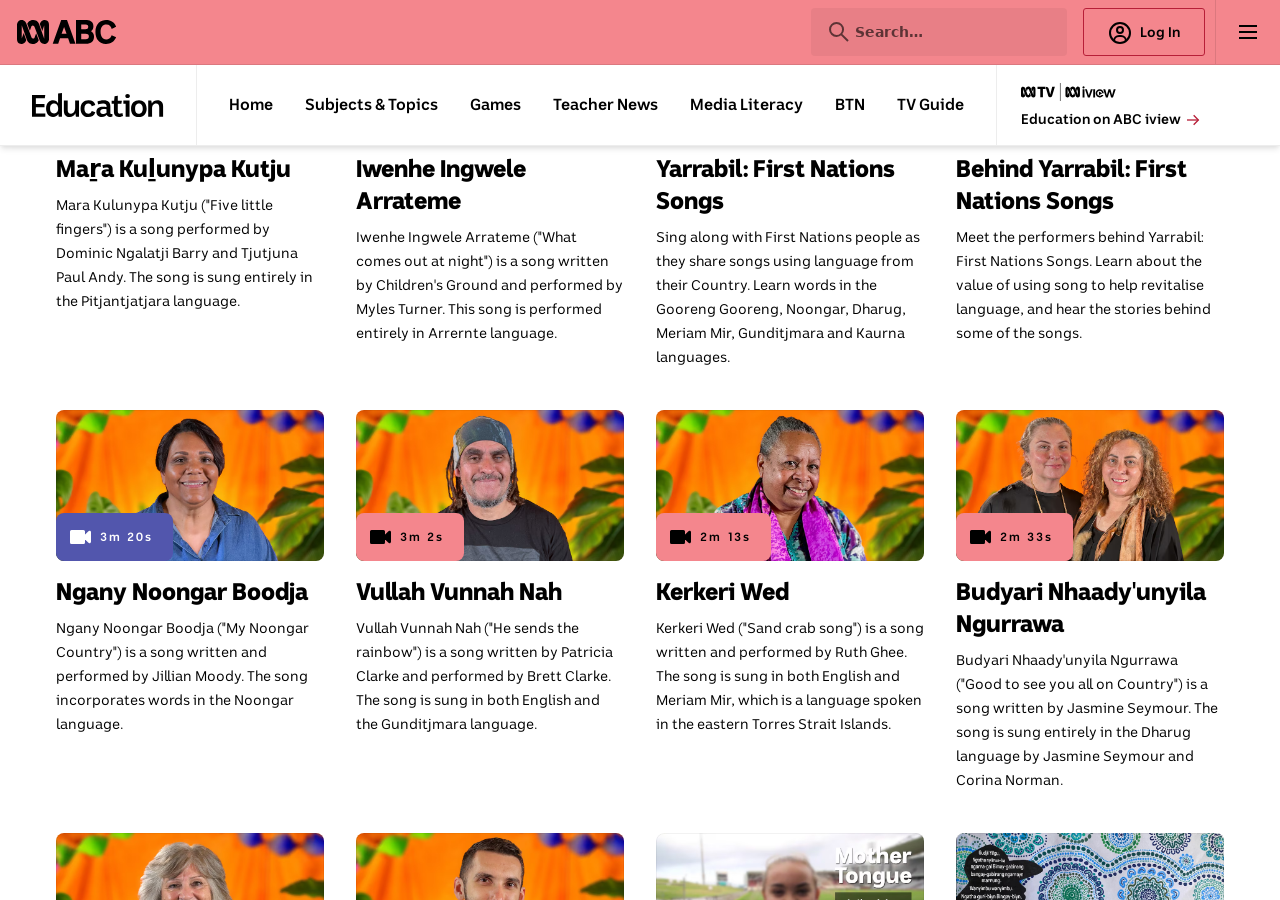 ABC
Search...
Log In
Education
Home
Subjects & Topics
Games
Teacher News
Media Literacy
BTN
TV Guide
TV
iview
Education on ABC iview
Maṟa Kuḻunypa Kutju
Mara Kulunypa Kutju ("Five little
fingers") is a song performed by
Dominic Ngalatji Barry and Tjutjuna
Paul Andy. The song is sung entirely in
the Pitjantjatjara language.
Iwenhe Ingwele
Arrateme
Iwenhe Ingwele Arrateme ("What
comes out at night") is a song written
by Children's Ground and performed by
Myles Turner. This song is performed
entirely in Arrernte language.
Yarrabil: First Nations
Songs
Sing along with First Nations people as
they share songs using language from
their Country. Learn words in the
Gooreng Gooreng, Noongar, Dharug,
Meriam Mir, Gunditjmara and Kaurna
languages.
Behind Yarrabil: First
Nations Songs
Meet the performers behind Yarrabil:
First Nations Songs. Learn about the
value of using song to help revitalise
language, and hear the stories behind
some of the songs.
3m 20s
Ngany Noongar Boodja
Ngany Noongar Boodja ("My Noongar
Country") is a song written and
performed by Jillian Moody. The song
incorporates words in the Noongar
language.
3m 2s
Vullah Vunnah Nah
Vullah Vunnah Nah ("He sends the
rainbow") is a song written by Patricia
Clarke and performed by Brett Clarke.
The song is sung in both English and
the Gunditjmara language.
2m 13s
Kerkeri Wed
Kerkeri Wed ("Sand crab song") is a song
written and performed by Ruth Ghee.
The song is sung in both English and
Meriam Mir, which is a language spoken
in the eastern Torres Strait Islands.
2m 33s
Budyari Nhaady'unyila
Ngurrawa
Budyari Nhaady'unyila Ngurrawa
("Good to see you all on Country") is a
song written by Jasmine Seymour. The
song is sung entirely in the Dharug
language by Jasmine Seymour and
Corina Norman.
Mother
Tongue